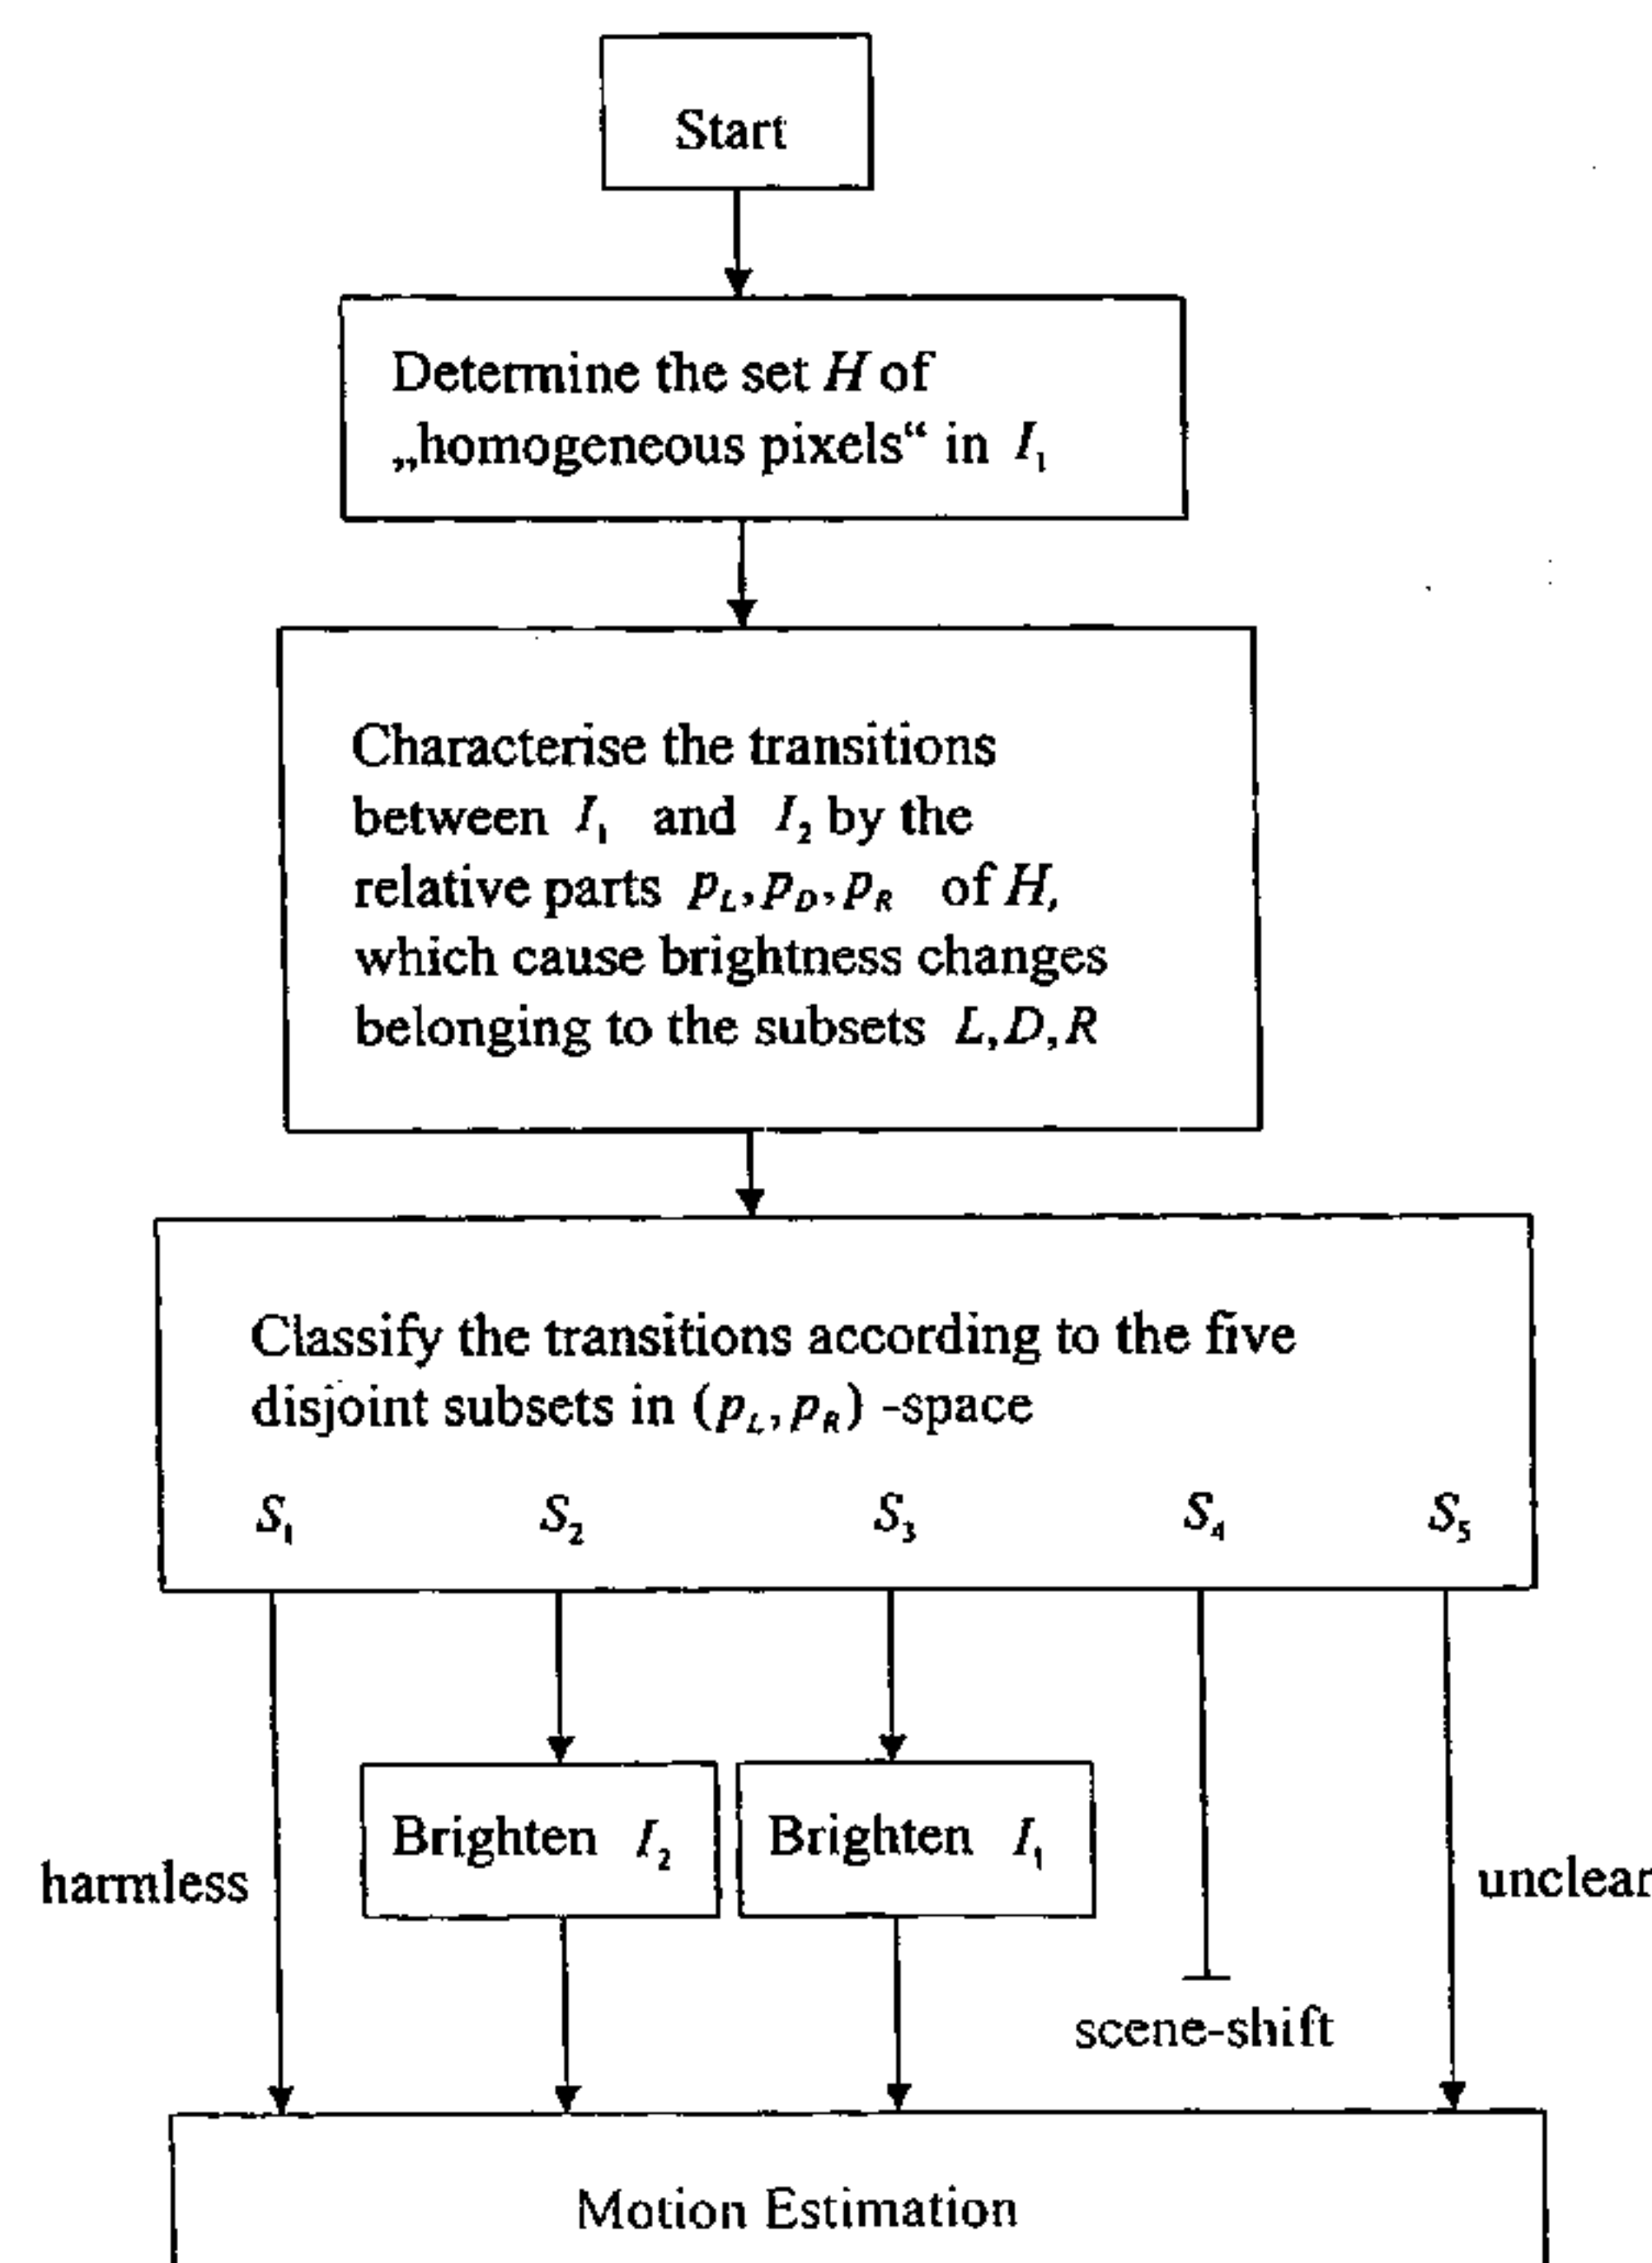 Start
Determine the set H of
„homogeneous pixels“ in I₁
Characterise the transitions
between I₁ and I₂ by the
relative parts p_L, p_D, p_R of H,
which cause brightness changes
belonging to the subsets L, D, R
Classify the transitions according to the five
disjoint subsets in (p_L, p_R) -space
S₁ S₂ S₃ S₄ S₅
Brighten I₂ Brighten I₁
harmless unclear
scene-shift
Motion Estimation